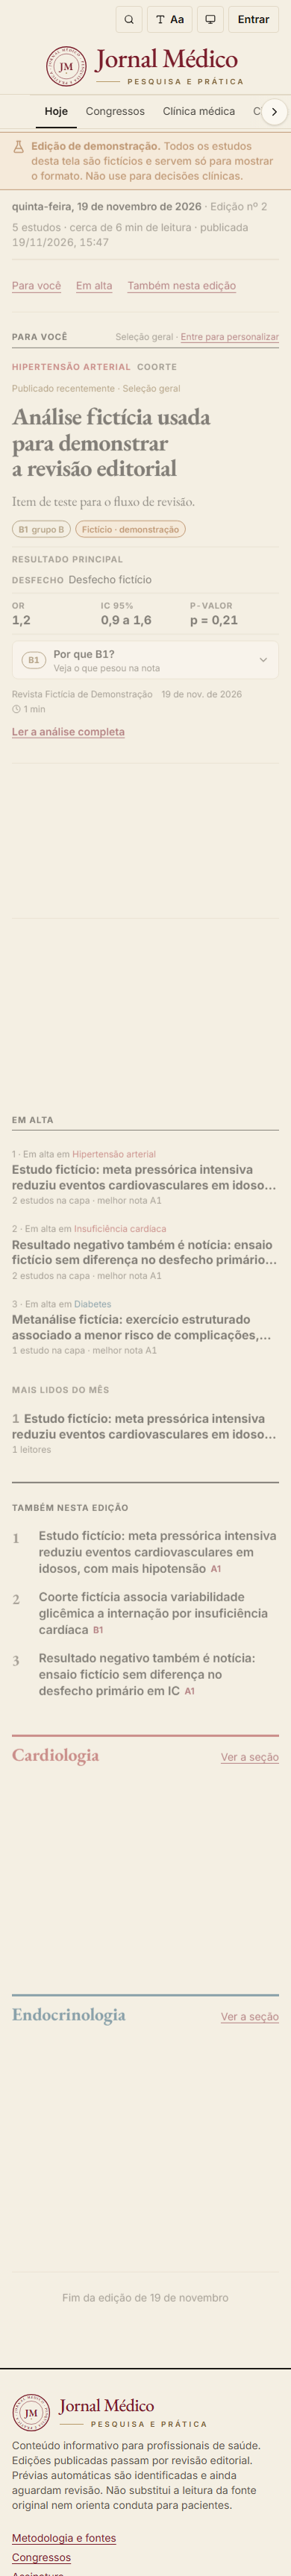 Aa
Entrar
JM
Jornal Médico
PESQUISA E PRÁTICA
Hoje
Congressos
Clínica médica
Edição de demonstração. Todos os estudos
desta tela são fictícios e servem só para mostrar
o formato. Não use para decisões clínicas.
quinta-feira, 19 de novembro de 2026 · Edição nº 2
5 estudos · cerca de 6 min de leitura · publicada
19/11/2026, 15:47
Para você
Em alta
Também nesta edição
PARA VOCÊ
Seleção geral · Entre para personalizar
HIPERTENSÃO ARTERIAL COORTE
Publicado recentemente · Seleção geral
Análise fictícia usada
para demonstrar
a revisão editorial
Item de teste para o fluxo de revisão.
B1 grupo B
Fictício · demonstração
RESULTADO PRINCIPAL
DESFECHO Desfecho fictício
OR
IC 95%
P-VALOR
1,2
0,9 a 1,6
p = 0,21
B1
Por que B1?
Veja o que pesou na nota
Revista Fictícia de Demonstração 19 de nov. de 2026
1 min
Ler a análise completa
EM ALTA
1 · Em alta em Hipertensão arterial
Estudo fictício: meta pressórica intensiva
reduziu eventos cardiovasculares em idoso…
2 estudos na capa · melhor nota A1
2 · Em alta em Insuficiência cardíaca
Resultado negativo também é notícia: ensaio
fictício sem diferença no desfecho primário…
2 estudos na capa · melhor nota A1
3 · Em alta em Diabetes
Metanálise fictícia: exercício estruturado
associado a menor risco de complicações,…
1 estudo na capa · melhor nota A1
MAIS LIDOS DO MÊS
1 Estudo fictício: meta pressórica intensiva
reduziu eventos cardiovasculares em idoso…
1 leitores
TAMBÉM NESTA EDIÇÃO
1 Estudo fictício: meta pressórica intensiva
reduziu eventos cardiovasculares em
idosos, com mais hipotensão A1
2 Coorte fictícia associa variabilidade
glicêmica a internação por insuficiência
cardíaca B1
3 Resultado negativo também é notícia:
ensaio fictício sem diferença no
desfecho primário em IC A1
Cardiologia
Ver a seção
Endocrinologia
Ver a seção
Fim da edição de 19 de novembro
JM
Jornal Médico
PESQUISA E PRÁTICA
Conteúdo informativo para profissionais de saúde.
Edições publicadas passam por revisão editorial.
Prévias automáticas são identificadas e ainda
aguardam revisão. Não substitui a leitura da fonte
original nem orienta conduta para pacientes.
Metodologia e fontes
Congressos
Assinatura